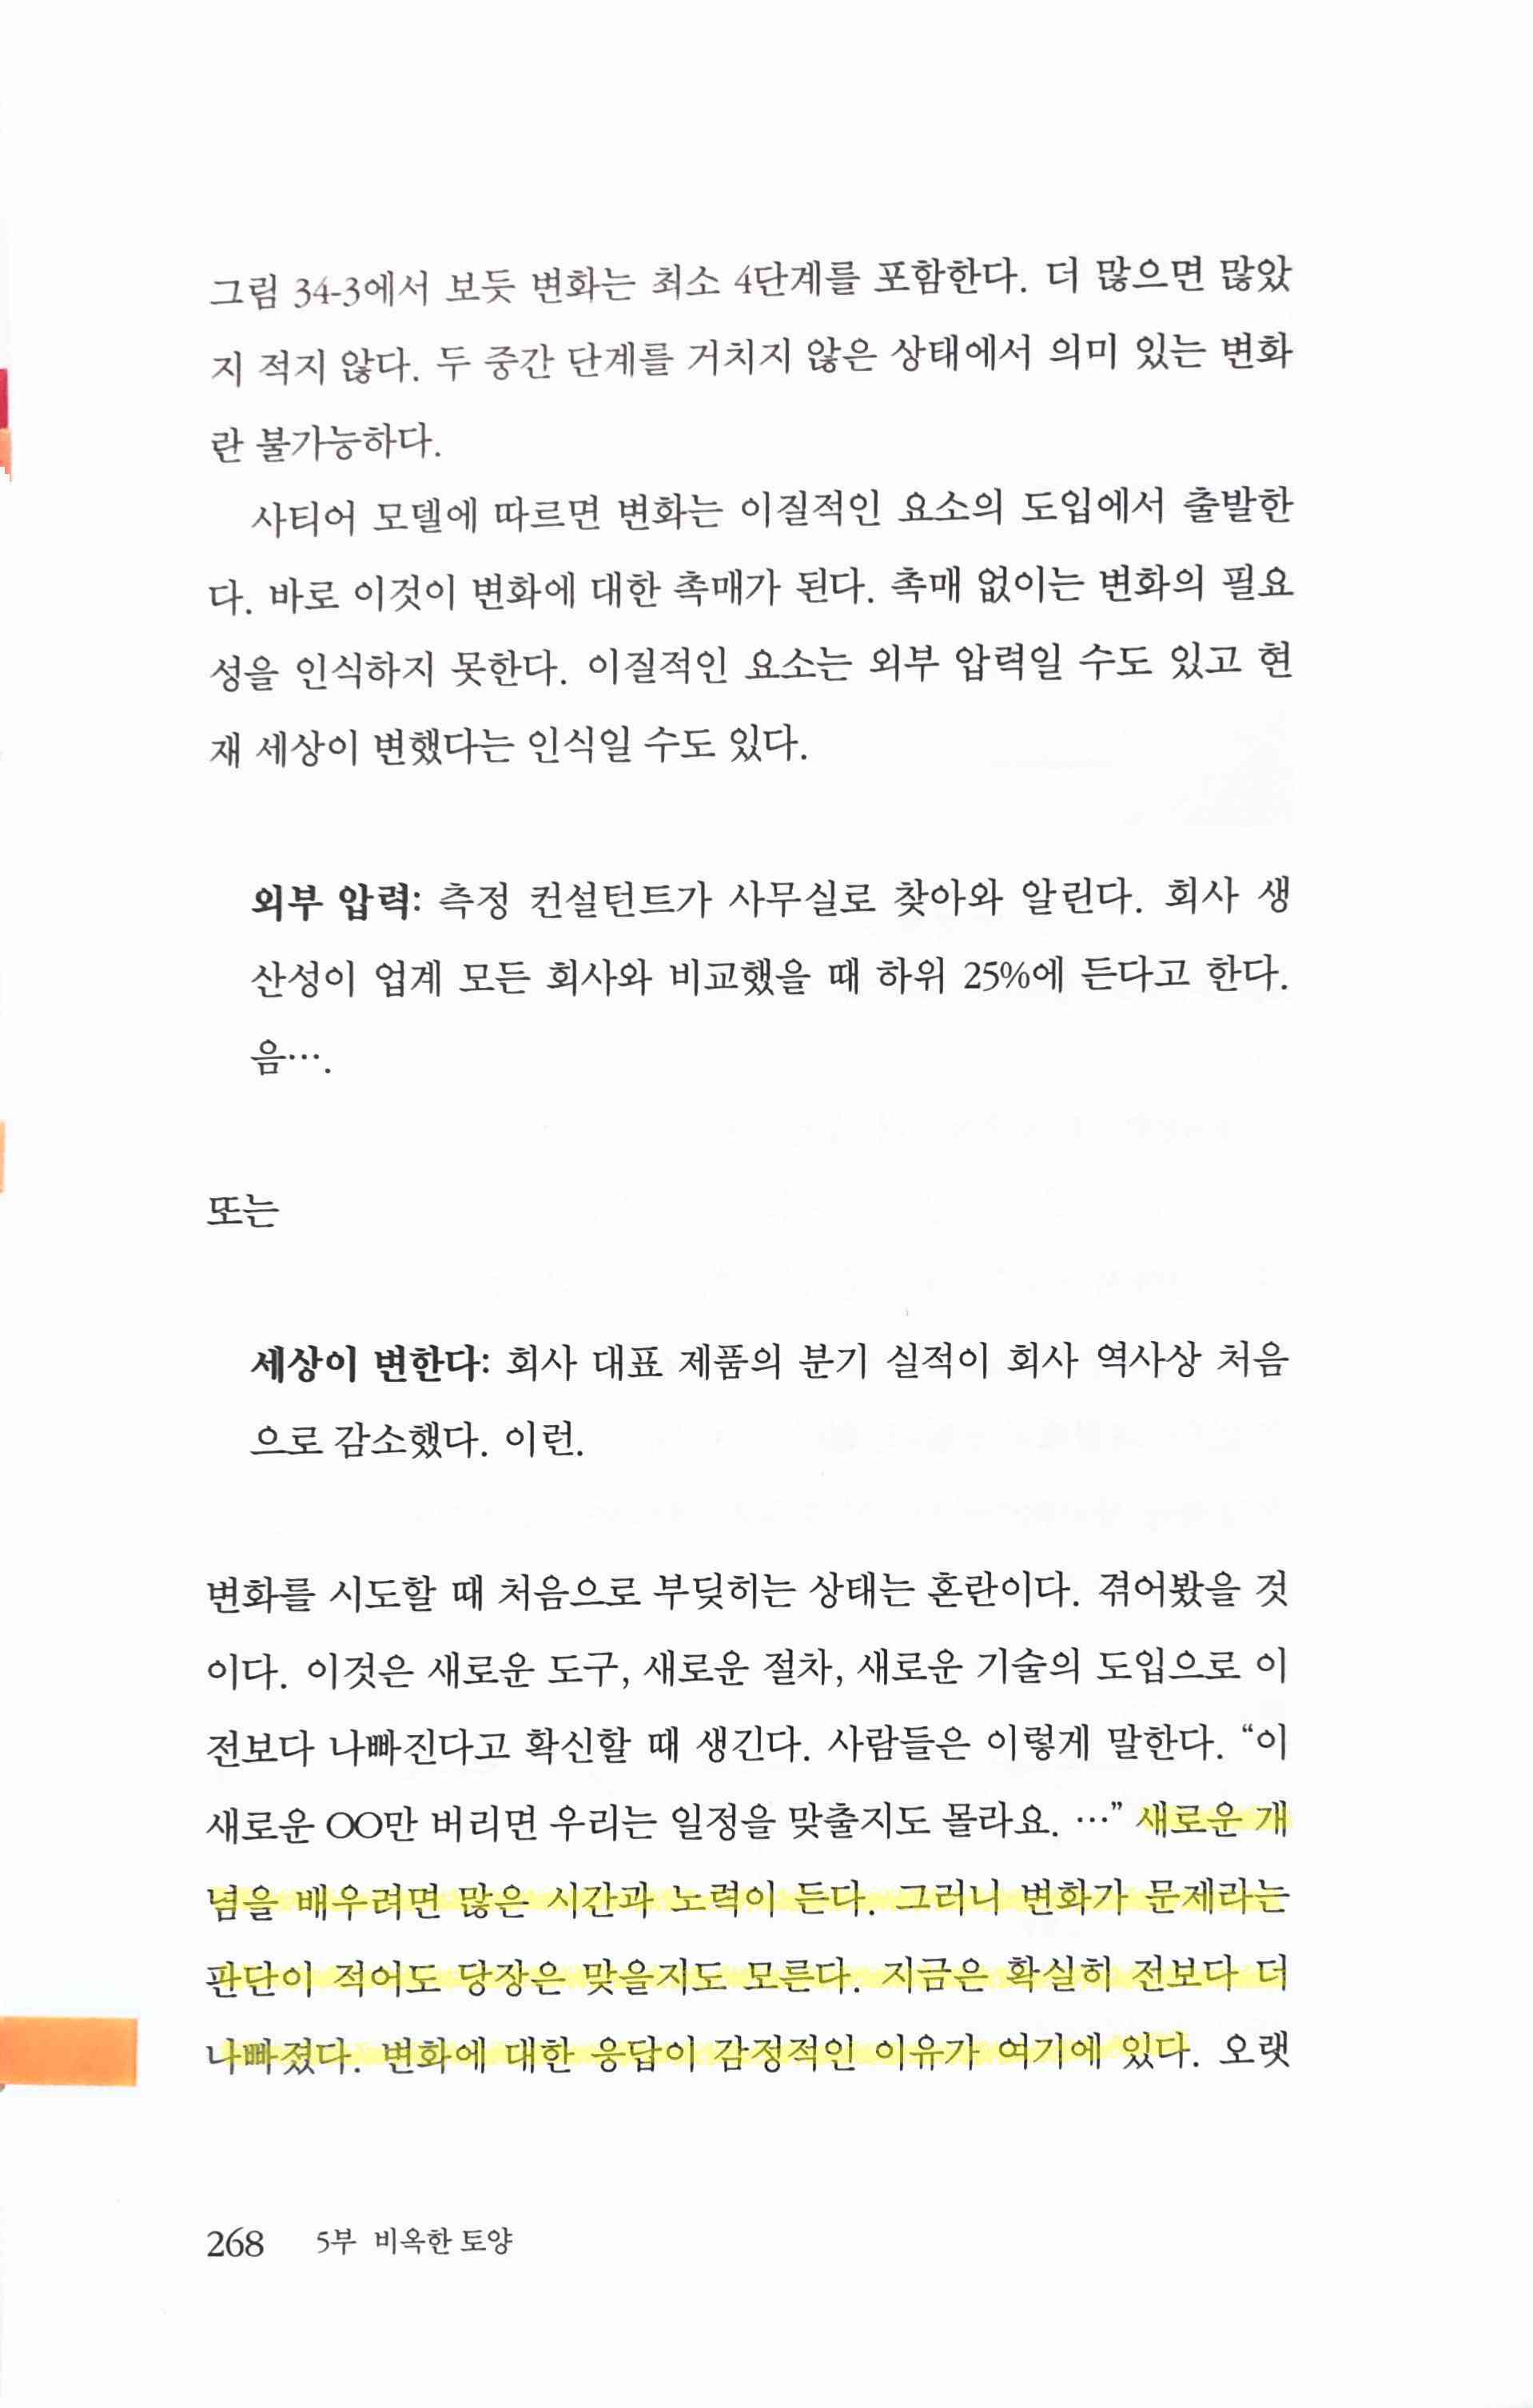 그림 34-3에서 보듯 변화는 최소 4단계를 포함한다. 더 많으면 많았
지 적지 않다. 두 중간 단계를 거치지 않은 상태에서 의미 있는 변화
란 불가능하다.
사티어 모델에 따르면 변화는 이질적인 요소의 도입에서 출발한
다. 바로 이것이 변화에 대한 촉매가 된다. 촉매 없이는 변화의 필요
성을 인식하지 못한다. 이질적인 요소는 외부 압력일 수도 있고 현
재 세상이 변했다는 인식일 수도 있다.
외부 압력: 측정 컨설턴트가 사무실로 찾아와 알린다. 회사 생
산성이 업계 모든 회사와 비교했을 때 하위 25%에 든다고 한다.
음….
또는
세상이 변한다: 회사 대표 제품의 분기 실적이 회사 역사상 처음
으로 감소했다. 이런.
변화를 시도할 때 처음으로 부딪히는 상태는 혼란이다. 겪어봤을 것
이다. 이것은 새로운 도구, 새로운 절차, 새로운 기술의 도입으로 이
전보다 나빠진다고 확신할 때 생긴다. 사람들은 이렇게 말한다. “이
새로운 ○○만 버리면 우리는 일정을 맞출지도 몰라요. …” 새로운 개
념을 배우려면 많은 시간과 노력이 든다. 그러니 변화가 문제라는
판단이 적어도 당장은 맞을지도 모른다. 지금은 확실히 전보다 더
나빠졌다. 변화에 대한 응답이 감정적인 이유가 여기에 있다. 오랫
268 5부 비옥한 토양